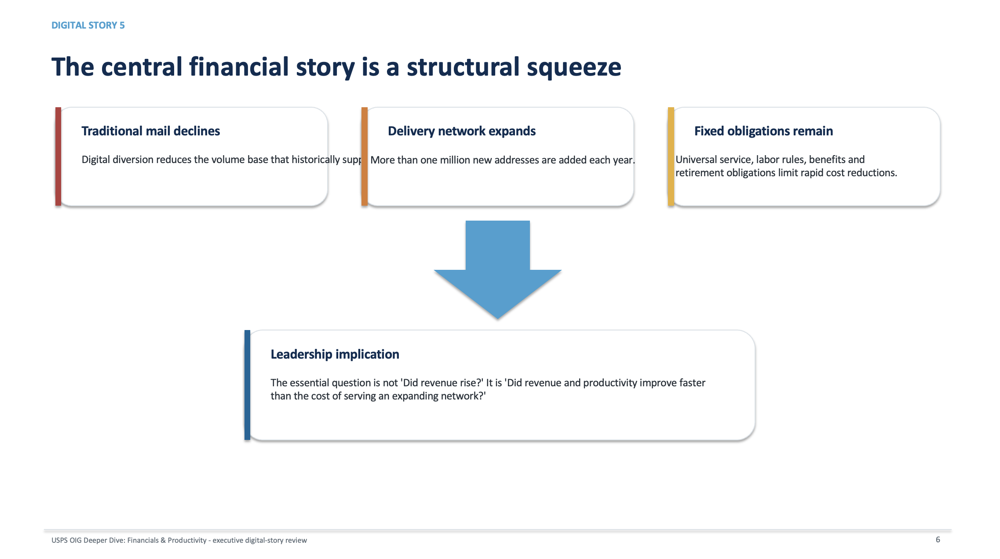 DIGITAL STORY 5
The central financial story is a structural squeeze
Traditional mail declines
Digital diversion reduces the volume base that historically supp
Delivery network expands
More than one million new addresses are added each year.
Fixed obligations remain
Universal service, labor rules, benefits and
retirement obligations limit rapid cost reductions.
Leadership implication
The essential question is not 'Did revenue rise?' It is 'Did revenue and productivity improve faster
than the cost of serving an expanding network?'
USPS OIG Deeper Dive: Financials & Productivity - executive digital-story review
6